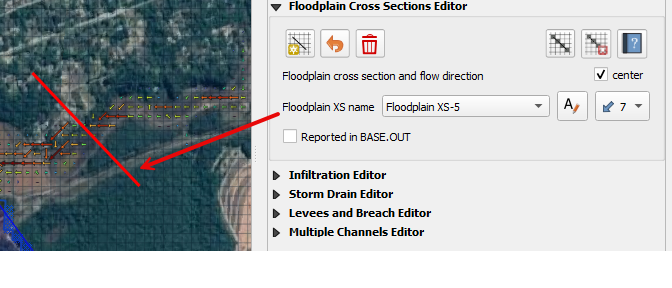 Floodplain Cross Sections Editor
?
Floodplain cross section and flow direction
center
Floodplain XS name
Floodplain XS-5
A
7
Reported in BASE.OUT
Infiltration Editor
Storm Drain Editor
Levees and Breach Editor
Multiple Channels Editor